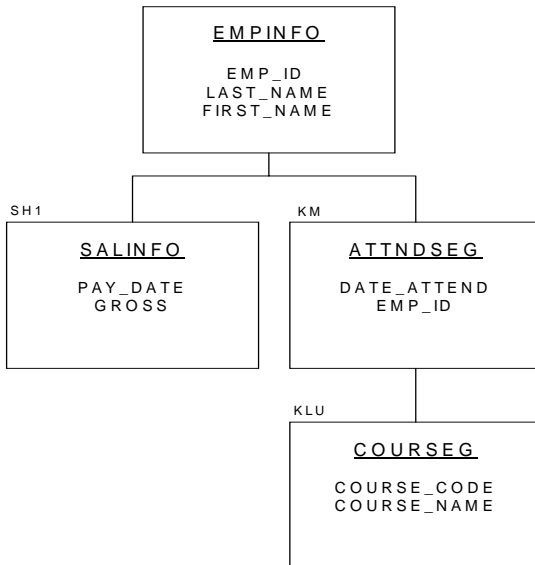 EMPINFO
EMP_ID
LAST_NAME
FIRST_NAME
SH1
SALINFO
PAY_DATE
GROSS
KM
ATTNDSEG
DATE_ATTEND
EMP_ID
KLU
COURSEG
COURSE_CODE
COURSE_NAME